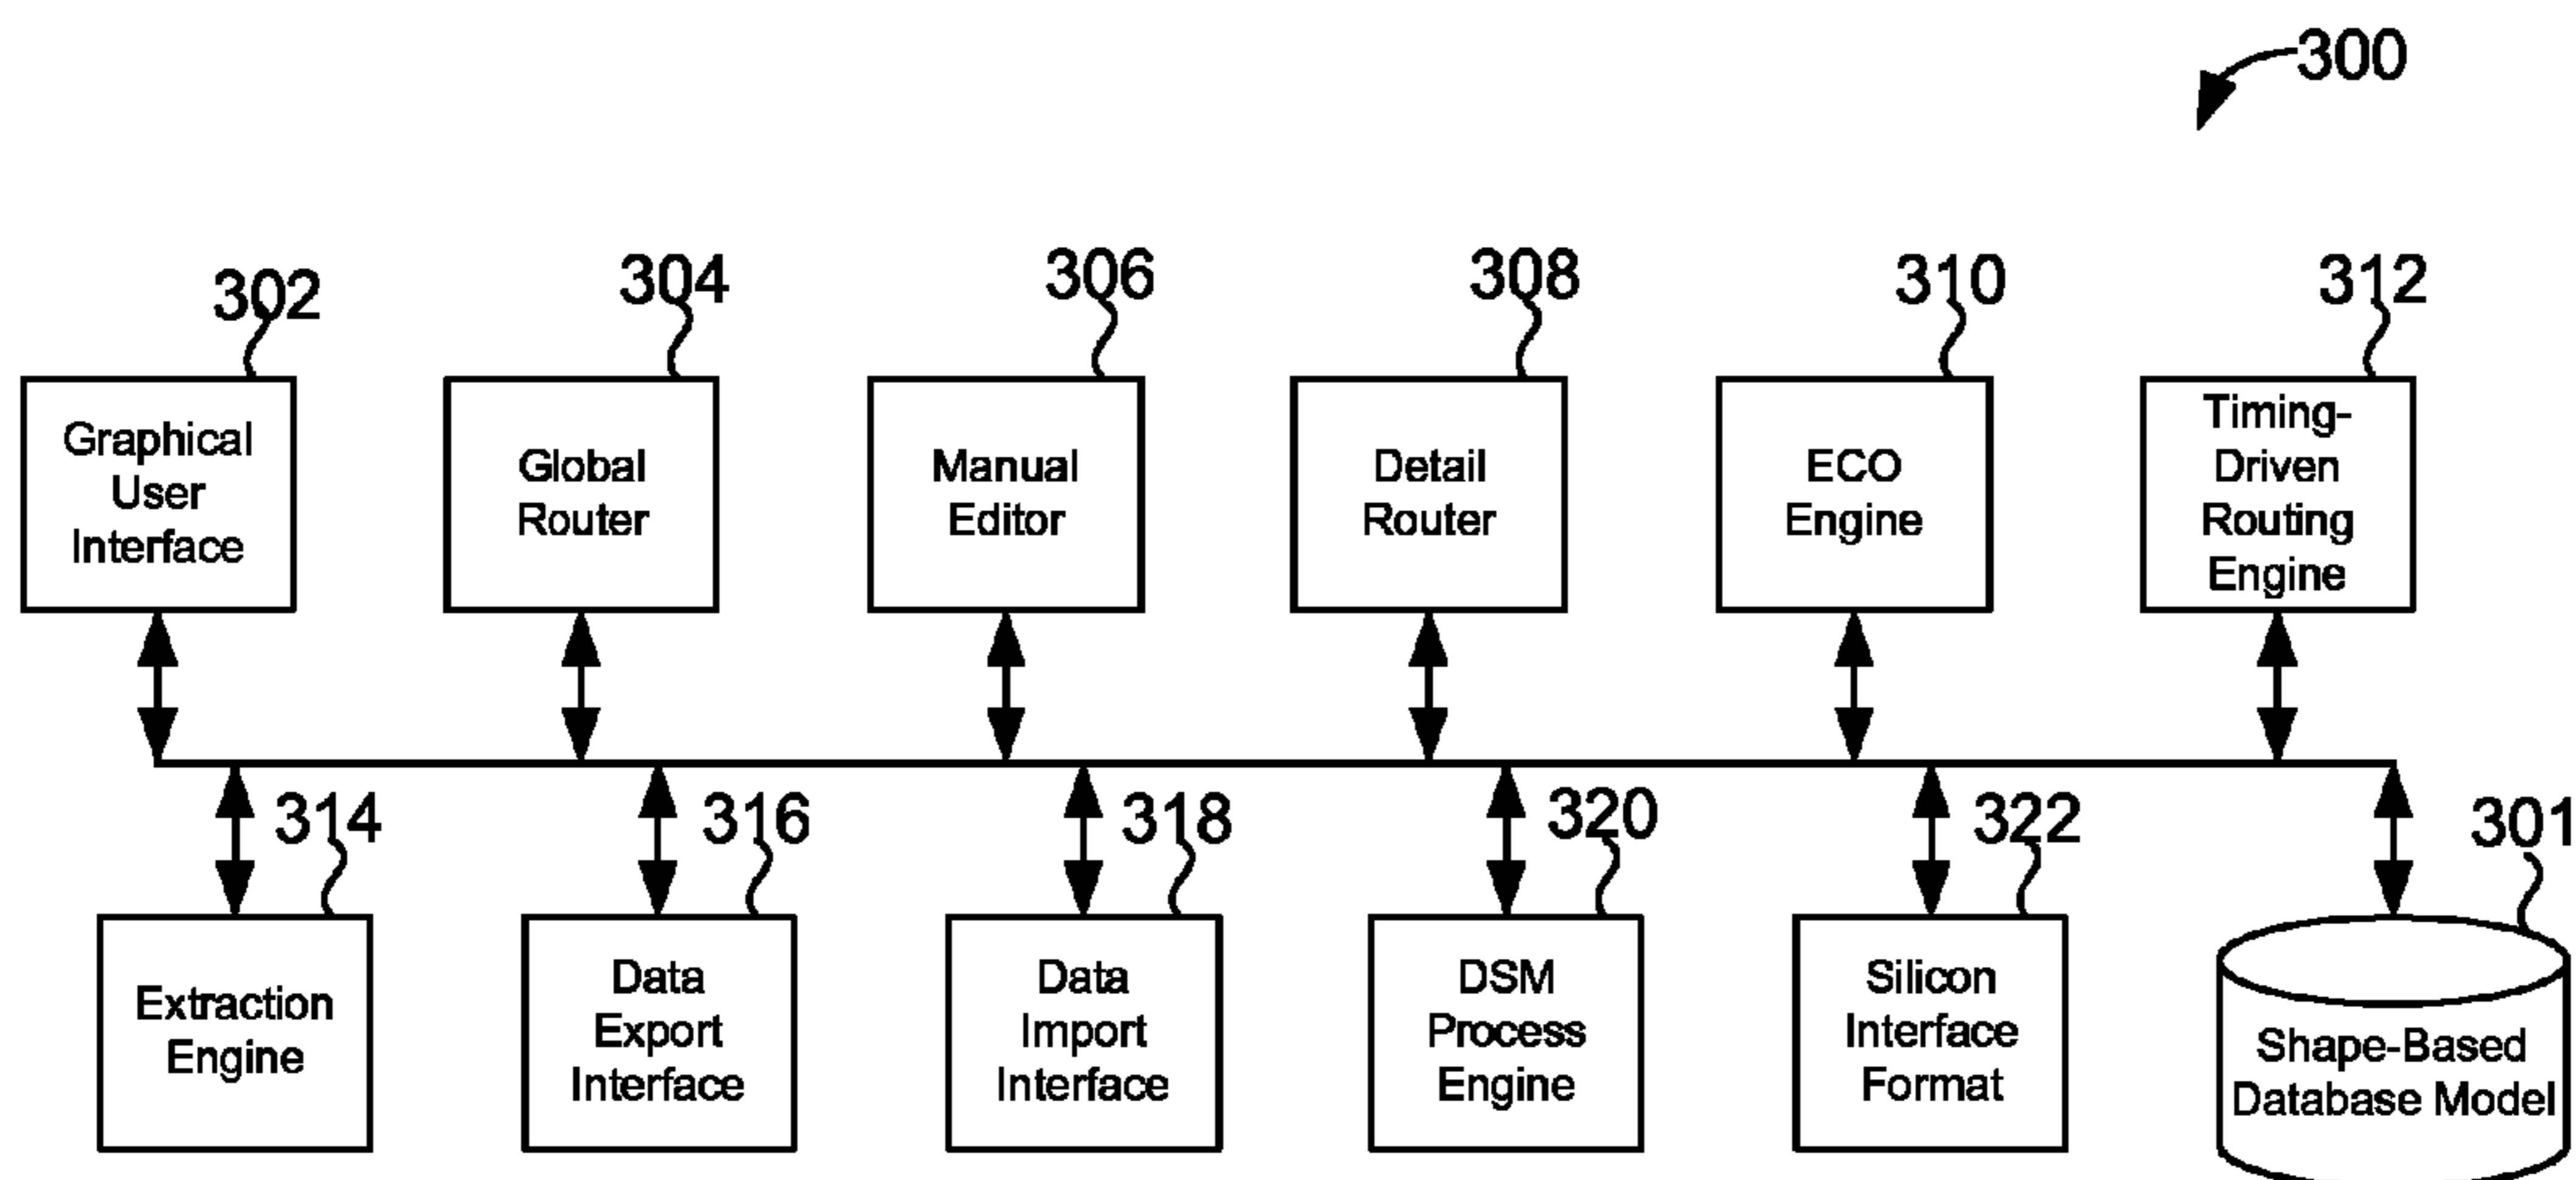 300
302
304
306
308
310
312
Graphical
User
Interface
Global
Router
Manual
Editor
Detail
Router
ECO
Engine
Timing-
Driven
Routing
Engine
314
316
318
320
322
301
Extraction
Engine
Data
Export
Interface
Data
Import
Interface
DSM
Process
Engine
Silicon
Interface
Format
Shape-Based
Database Model